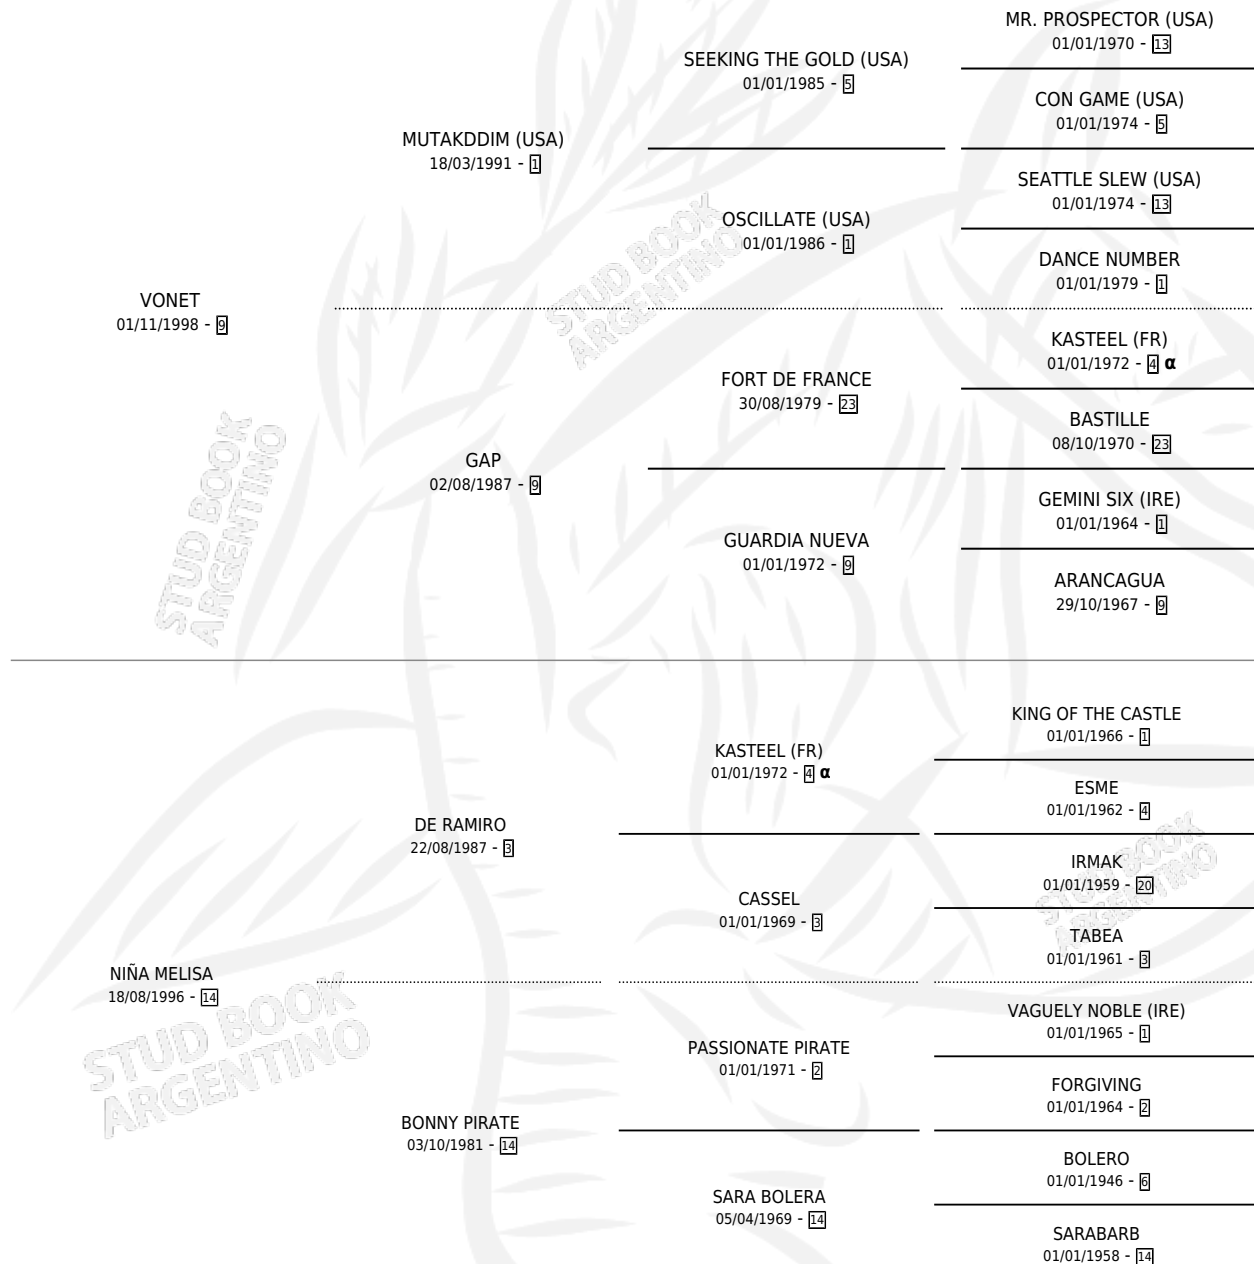 MR. PROSPECTOR (USA)
01/01/1970 - 13
SEEKING THE GOLD (USA)
01/01/1985 - 5
CON GAME (USA)
01/01/1974 - 5
MUTAKDDIM (USA)
18/03/1991 - 1
SEATTLE SLEW (USA)
01/01/1974 - 13
OSCILLATE (USA)
01/01/1986 - 1
DANCE NUMBER
01/01/1979 - 1
VONET
01/11/1998 - 9
KASTEEL (FR)
01/01/1972 - 4 α
FORT DE FRANCE
30/08/1979 - 23
BASTILLE
08/10/1970 - 23
GAP
02/08/1987 - 9
GEMINI SIX (IRE)
01/01/1964 - 1
GUARDIA NUEVA
01/01/1972 - 9
ARANCAGUA
29/10/1967 - 9
KING OF THE CASTLE
01/01/1966 - 1
KASTEEL (FR)
01/01/1972 - 4 α
ESME
01/01/1962 - 4
DE RAMIRO
22/08/1987 - 3
IRMAK
01/01/1959 - 20
CASSEL
01/01/1969 - 3
TABEA
01/01/1961 - 3
NIÑA MELISA
18/08/1996 - 14
VAGUELY NOBLE (IRE)
01/01/1965 - 1
PASSIONATE PIRATE
01/01/1971 - 2
FORGIVING
01/01/1964 - 2
BONNY PIRATE
03/10/1981 - 14
BOLERO
01/01/1946 - 6
SARA BOLERA
05/04/1969 - 14
SARABARB
01/01/1958 - 14
STUD BOOK
ARGENTINO
STUD BOOK
ARGENTINO
STUD BOOK
ARGENTINO
STUD BOOK
ARGENTINO